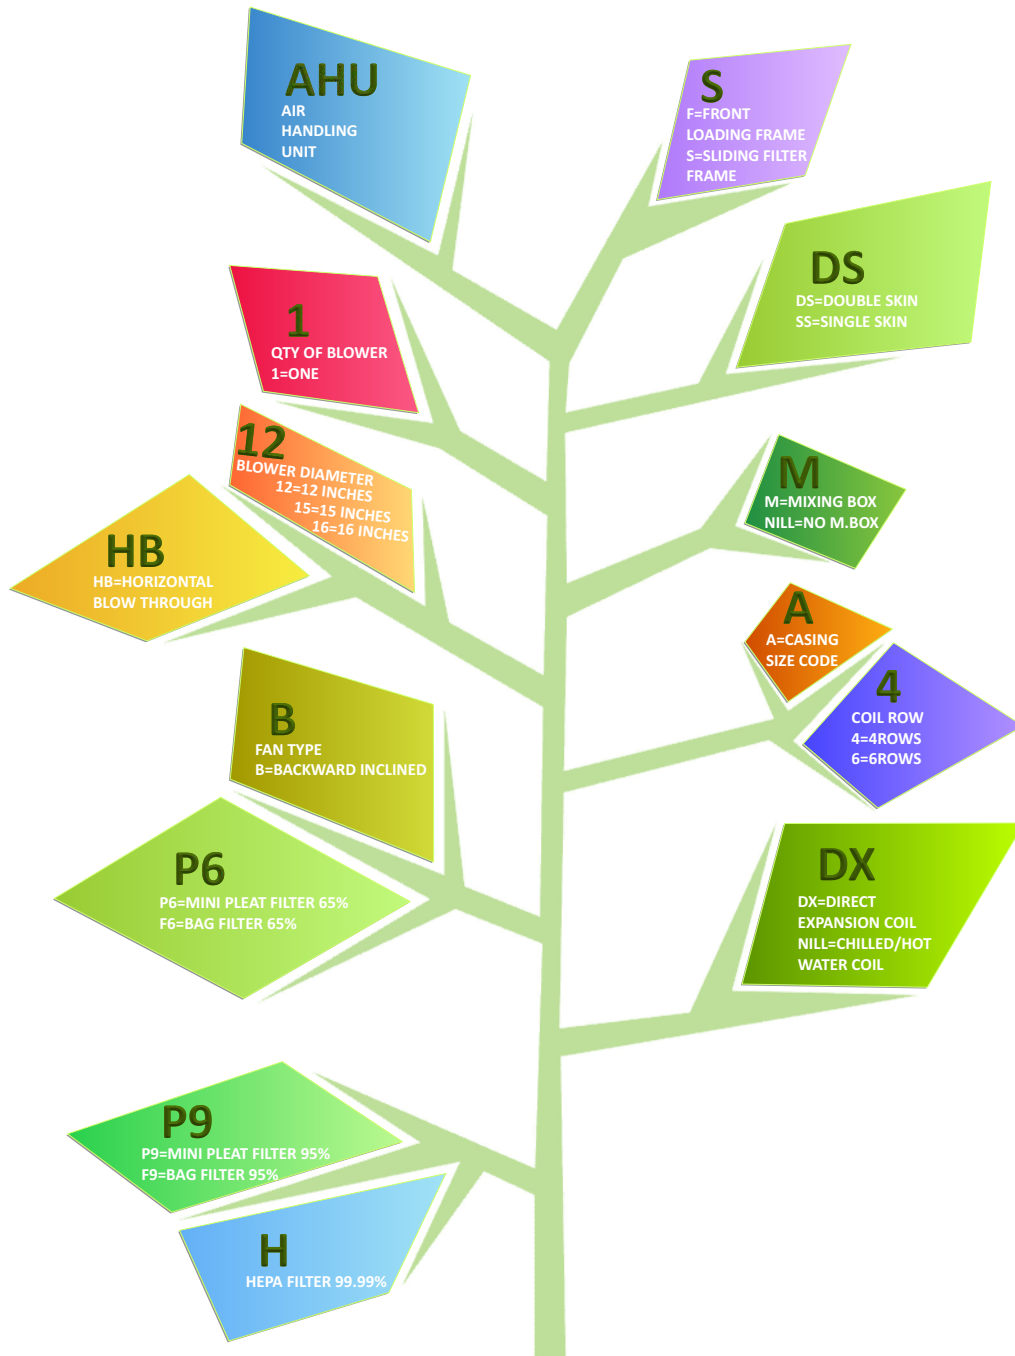 AHU
AIR
HANDLING
UNIT
1
QTY OF BLOWER
1=ONE
12
BLOWER DIAMETER
12=12 INCHES
15=15 INCHES
16=16 INCHES
HB
HB=HORIZONTAL
BLOW THROUGH
B
FAN TYPE
B=BACKWARD INCLINED
P6
P6=MINI PLEAT FILTER 65%
F6=BAG FILTER 65%
P9
P9=MINI PLEAT FILTER 95%
F9=BAG FILTER 95%
H
HEPA FILTER 99.99%
S
F=FRONT
LOADING FRAME
S=SLIDING FILTER
FRAME
DS
DS=DOUBLE SKIN
SS=SINGLE SKIN
M
M=MIXING BOX
NILL=NO M.BOX
A
A=CASING
SIZE CODE
4
COIL ROW
4=4ROWS
6=6ROWS
DX
DX=DIRECT
EXPANSION COIL
NILL=CHILLED/HOT
WATER COIL